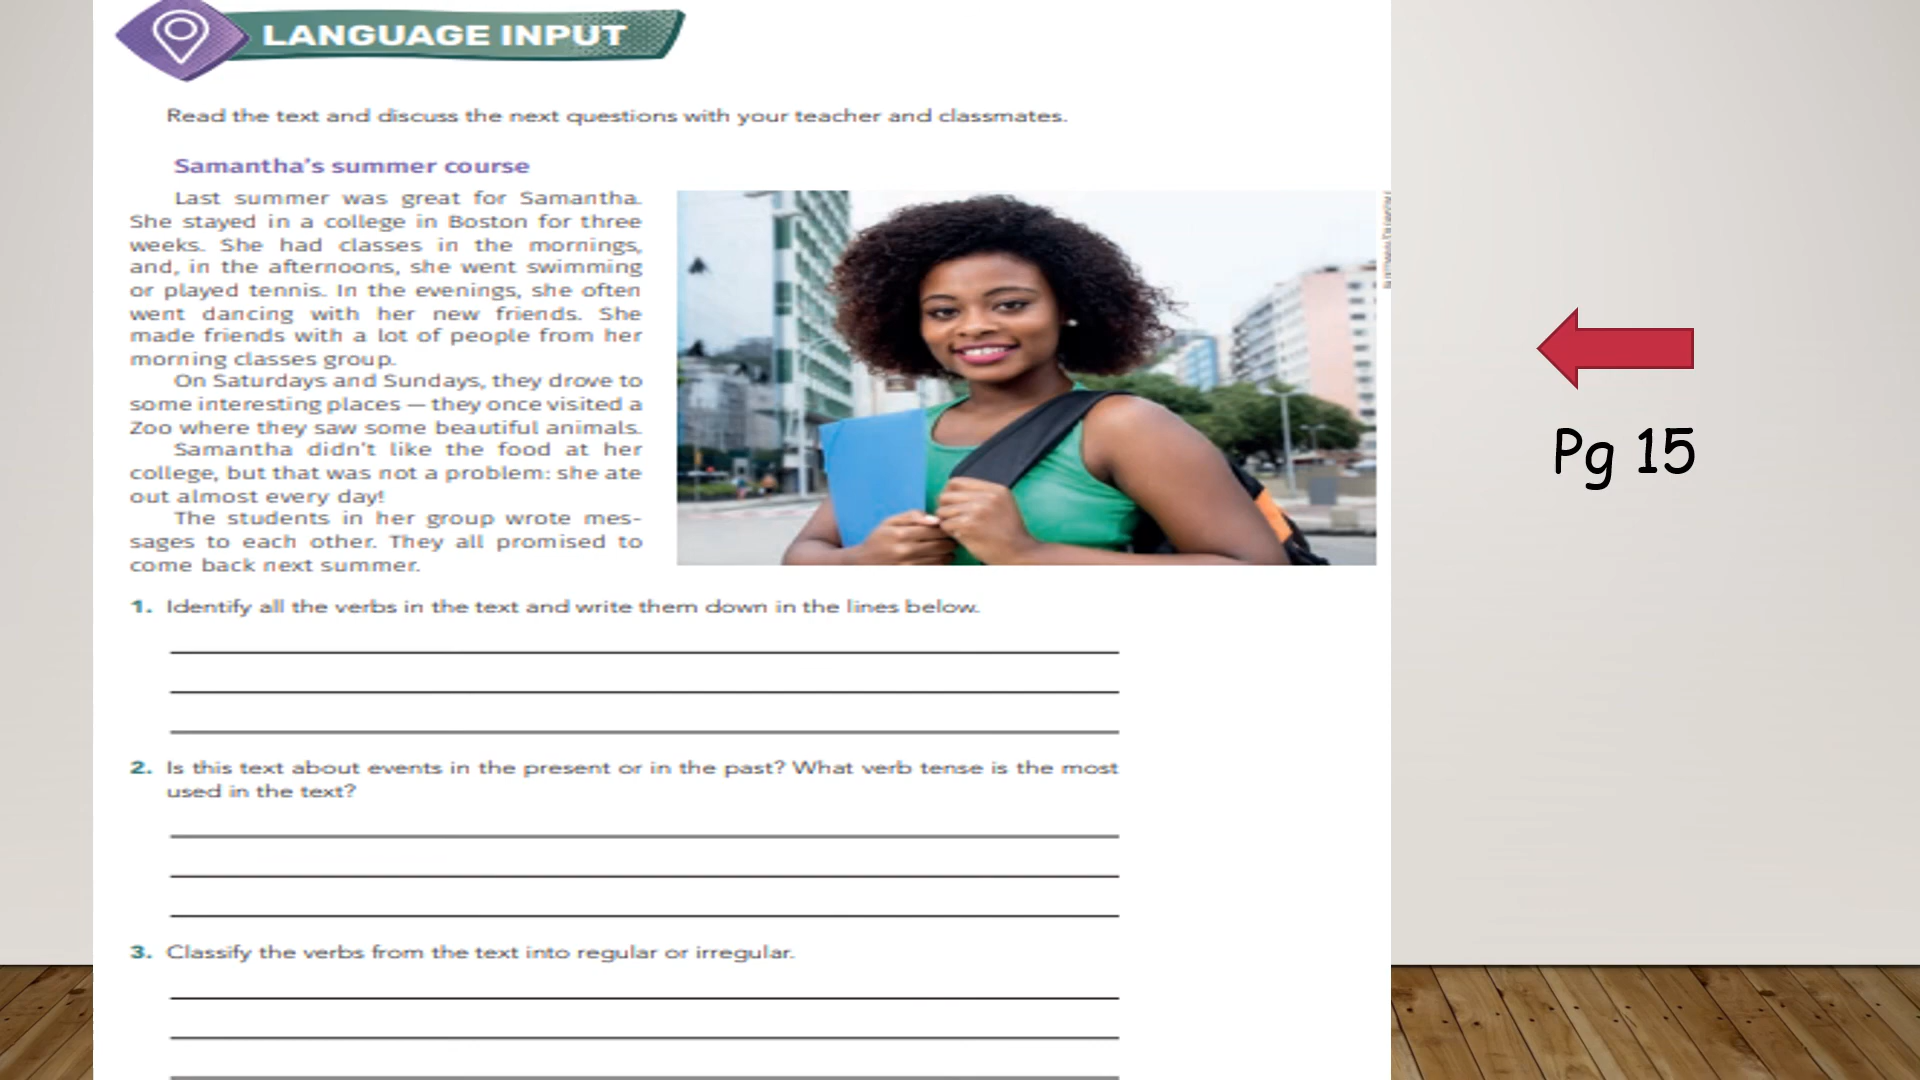 LANGUAGE INPUT
Read the text and discuss the next questions with your teacher and classmates.
Samantha's summer course
Last summer was great for Samantha.
She stayed in a college in Boston for three
weeks. She had classes in the mornings,
and, in the afternoons, she went swimming
or played tennis. In the evenings, she often
went dancing with her new friends. She
made friends with a lot of people from her
morning classes group.
On Saturdays and Sundays, they drove to
some interesting places — they once visited a
Zoo where they saw some beautiful animals.
Samantha didn't like the food at her
college, but that was not a problem: she ate
out almost every day!
The students in her group wrote mes-
sages to each other. They all promised to
come back next summer.
Pg 15
1. Identify all the verbs in the text and write them down in the lines below.
2. Is this text about events in the present or in the past? What verb tense is the most
used in the text?
3. Classify the verbs from the text into regular or irregular.